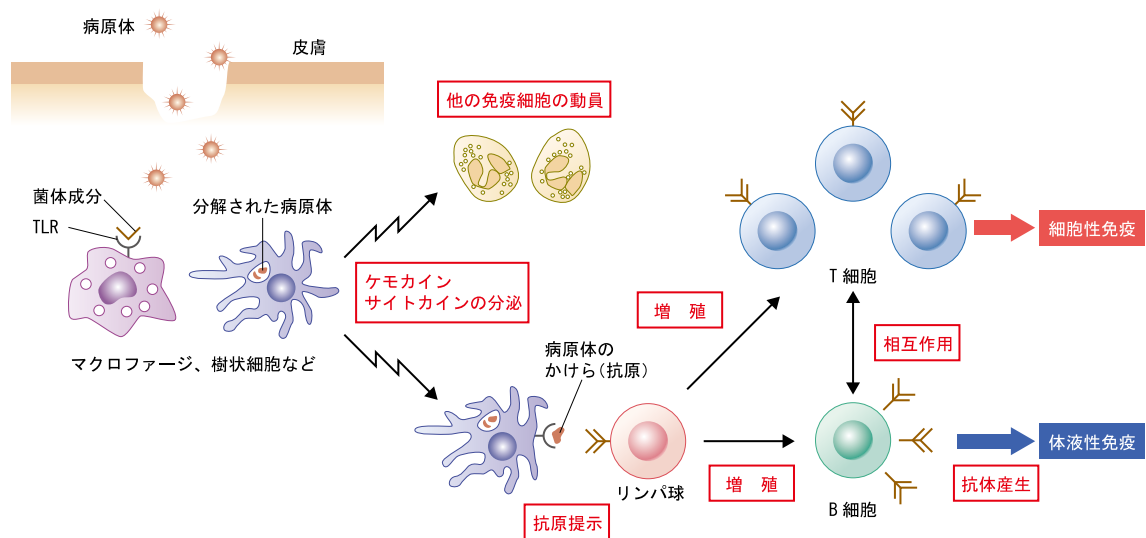 病原体
皮膚
他の免疫細胞の動員
菌体成分
TLR
分解された病原体
ケモカイン
サイトカインの分泌
マクロファージ、樹状細胞など
病原体の
かけら(抗原)
抗原提示
リンパ球
増 殖
増 殖
T 細胞
相互作用
B 細胞
細胞性免疫
体液性免疫
抗体産生